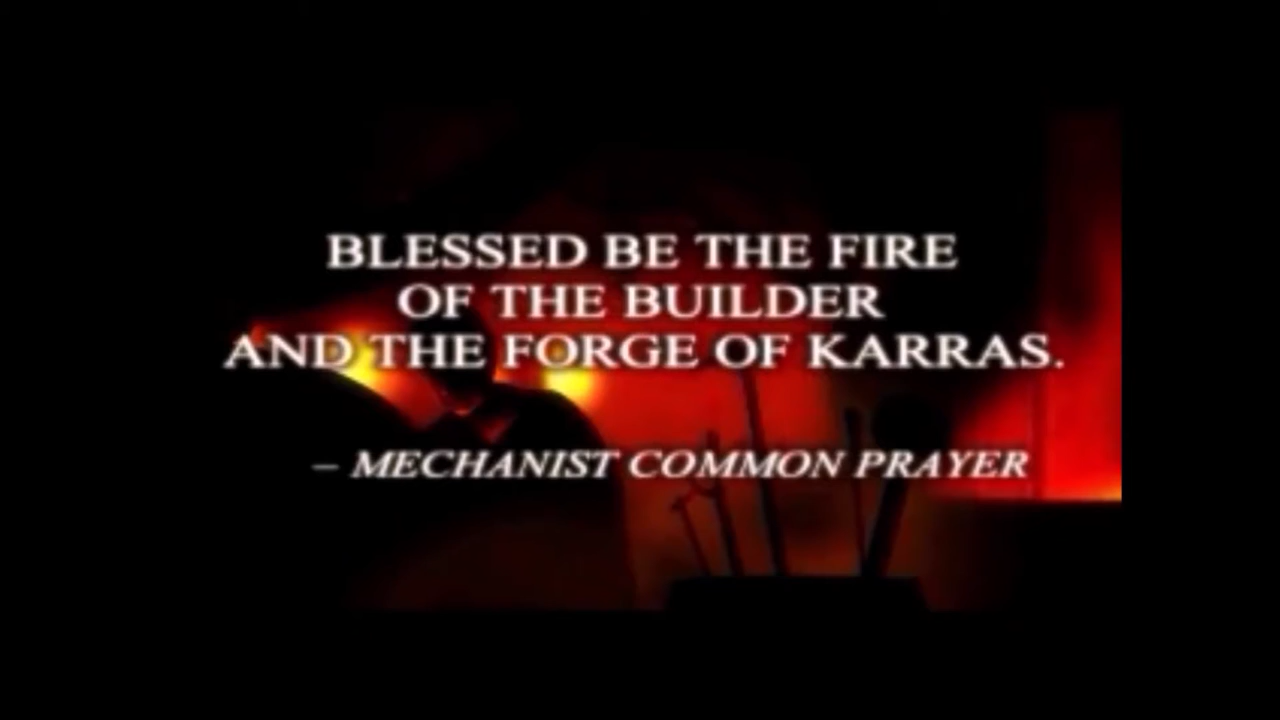 BLESSED BE THE FIRE
OF THE BUILDER
AND THE FORGE OF KARRAS.
– MECHANIST COMMON PRAYER